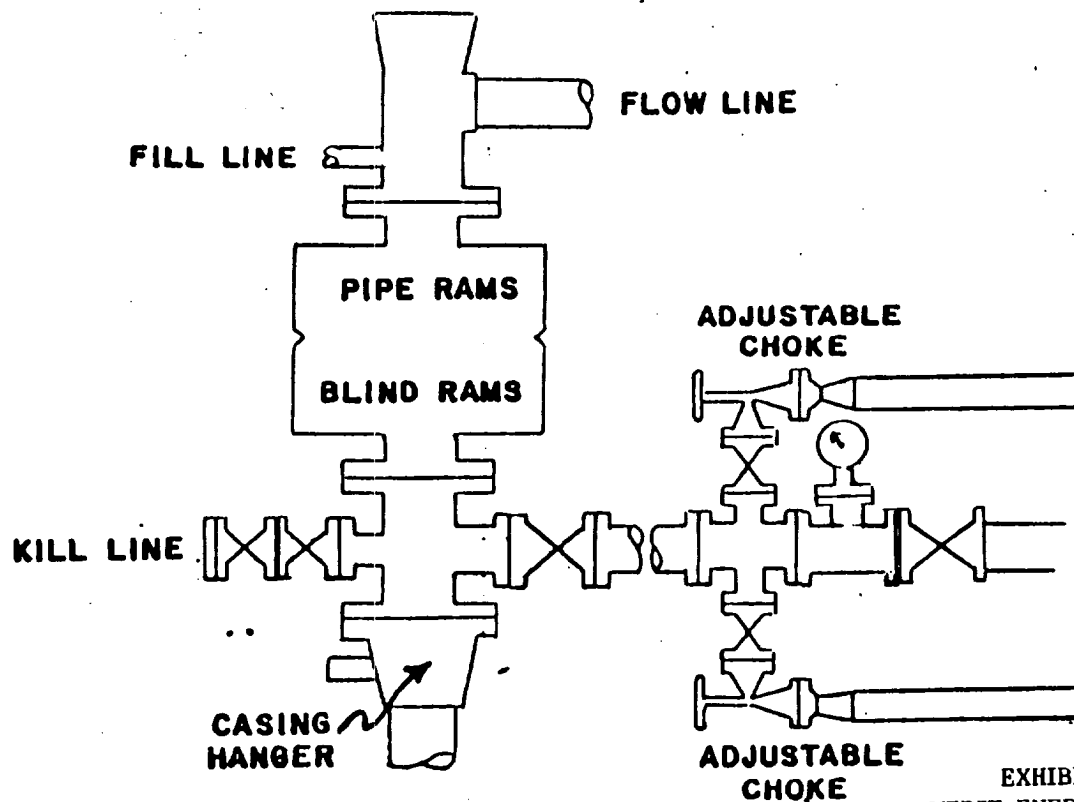 FLOW LINE
FILL LINE
PIPE RAMS
ADJUSTABLE
CHOKE
BLIND RAMS
KILL LINE
CASING
HANGER
ADJUSTABLE
CHOKE